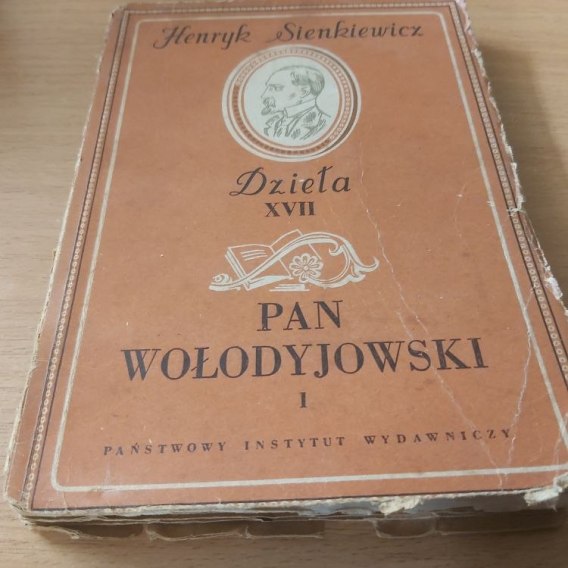 Henryk Sienkiewicz
Dzieła
XVII
PAN
WOŁODYJOWSKI
I
PAŃSTWOWY INSTYTUT WYDAWNICZY